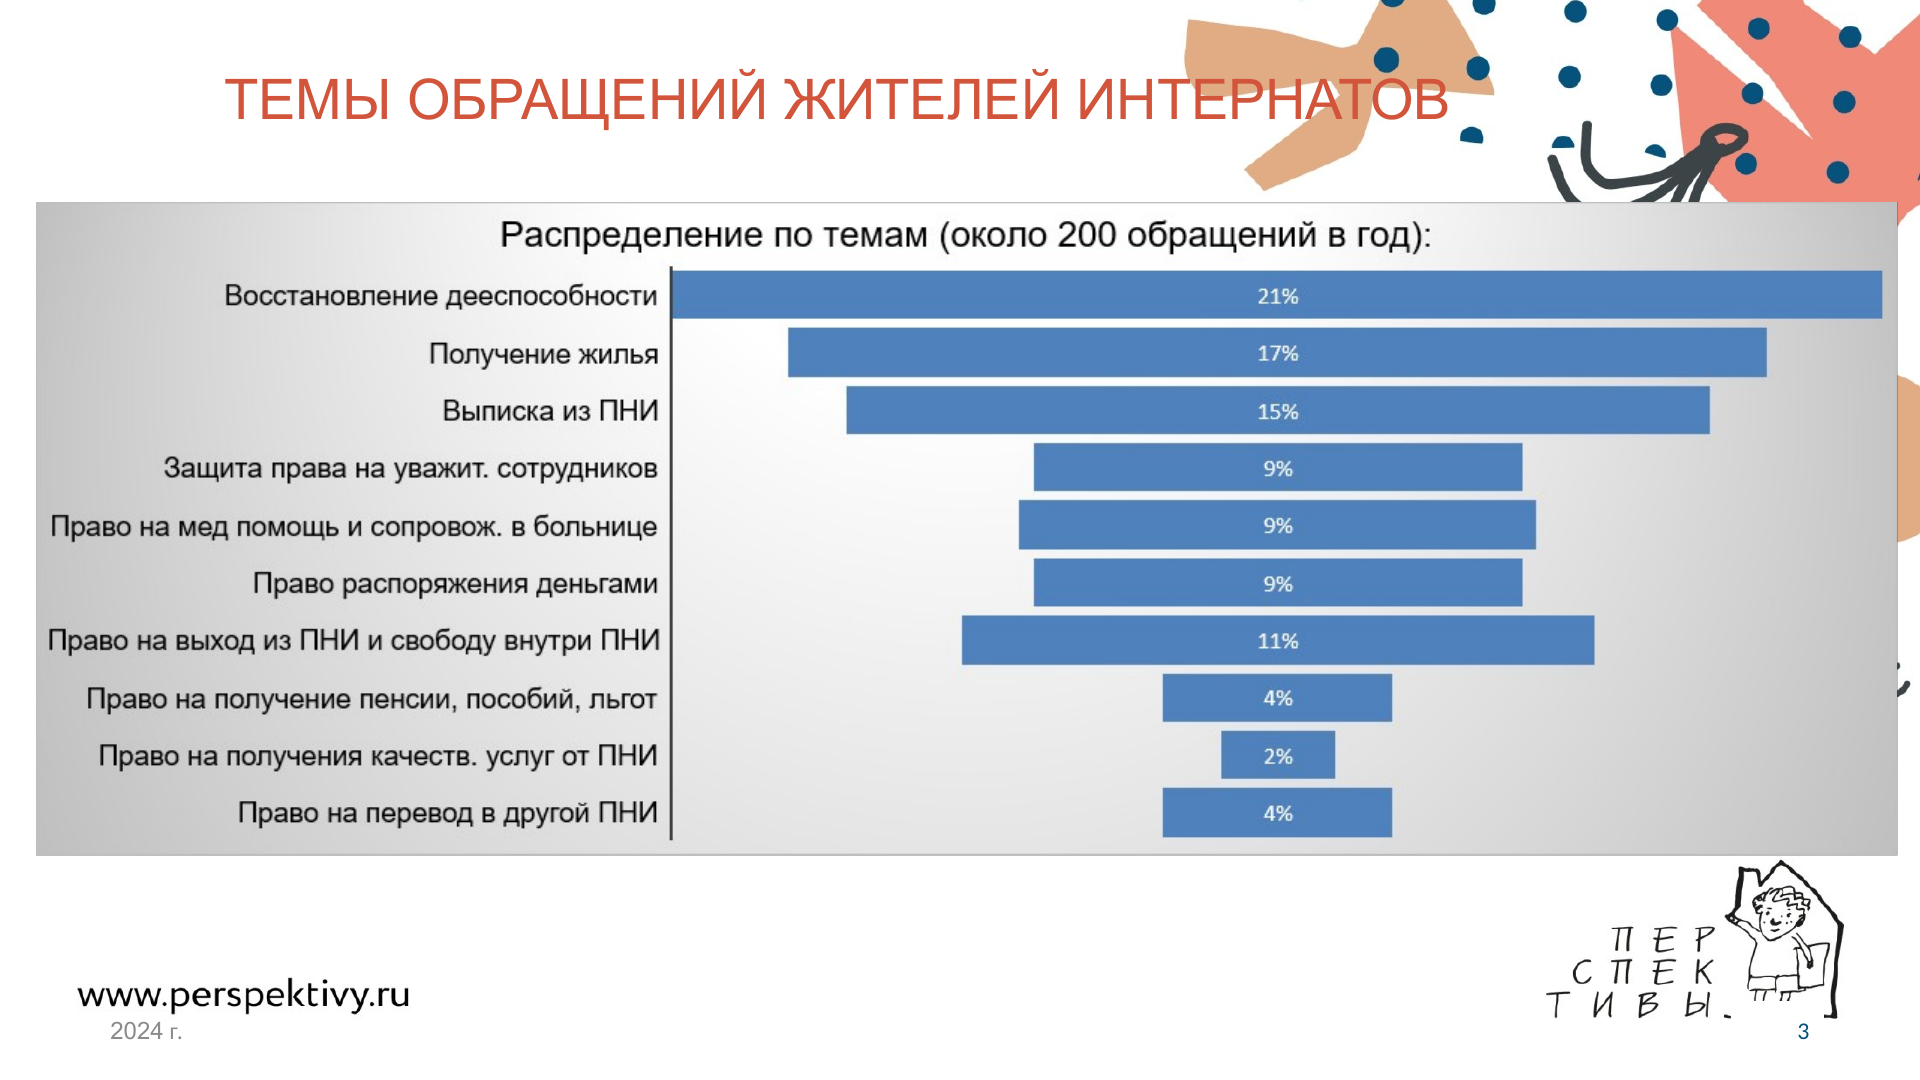 ТЕМЫ ОБРАЩЕНИЙ ЖИТЕЛЕЙ ИНТЕРНАТОВ
Распределение по темам (около 200 обращений в год):
Восстановление дееспособности 21%
Получение жилья 17%
Выписка из ПНИ 15%
Защита права на уважит. сотрудников 9%
Право на мед помощь и сопровож. в больнице 9%
Право распоряжения деньгами 9%
Право на выход из ПНИ и свободу внутри ПНИ 11%
Право на получение пенсии, пособий, льгот 4%
Право на получения качеств. услуг от ПНИ 2%
Право на перевод в другой ПНИ 4%
ПЕР
СПЕК
ТИВЫ.
www.perspektivy.ru
2024 г.
3